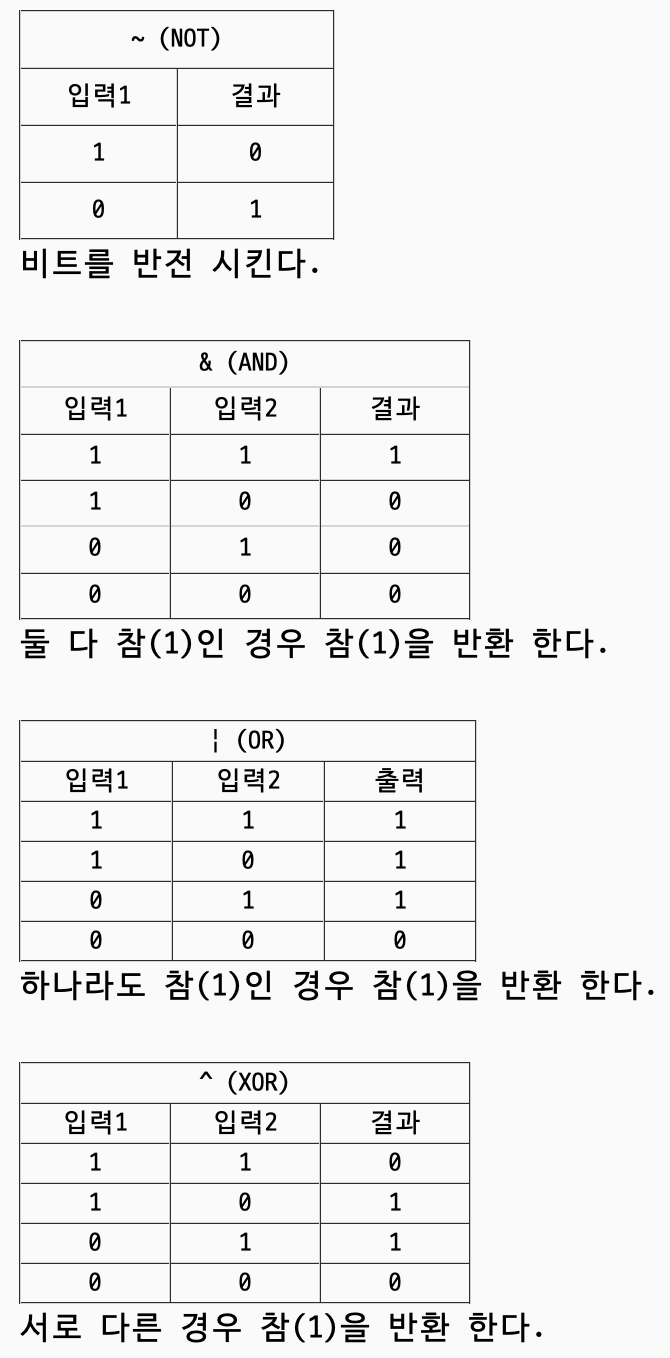 ~ (NOT)
입력1 결과
1 0
0 1
비트를 반전 시킨다.
& (AND)
입력1 입력2 결과
1 1 1
1 0 0
0 1 0
0 0 0
둘 다 참(1)인 경우 참(1)을 반환 한다.
¦ (OR)
입력1 입력2 출력
1 1 1
1 0 1
0 1 1
0 0 0
하나라도 참(1)인 경우 참(1)을 반환 한다.
^ (XOR)
입력1 입력2 결과
1 1 0
1 0 1
0 1 1
0 0 0
서로 다른 경우 참(1)을 반환 한다.